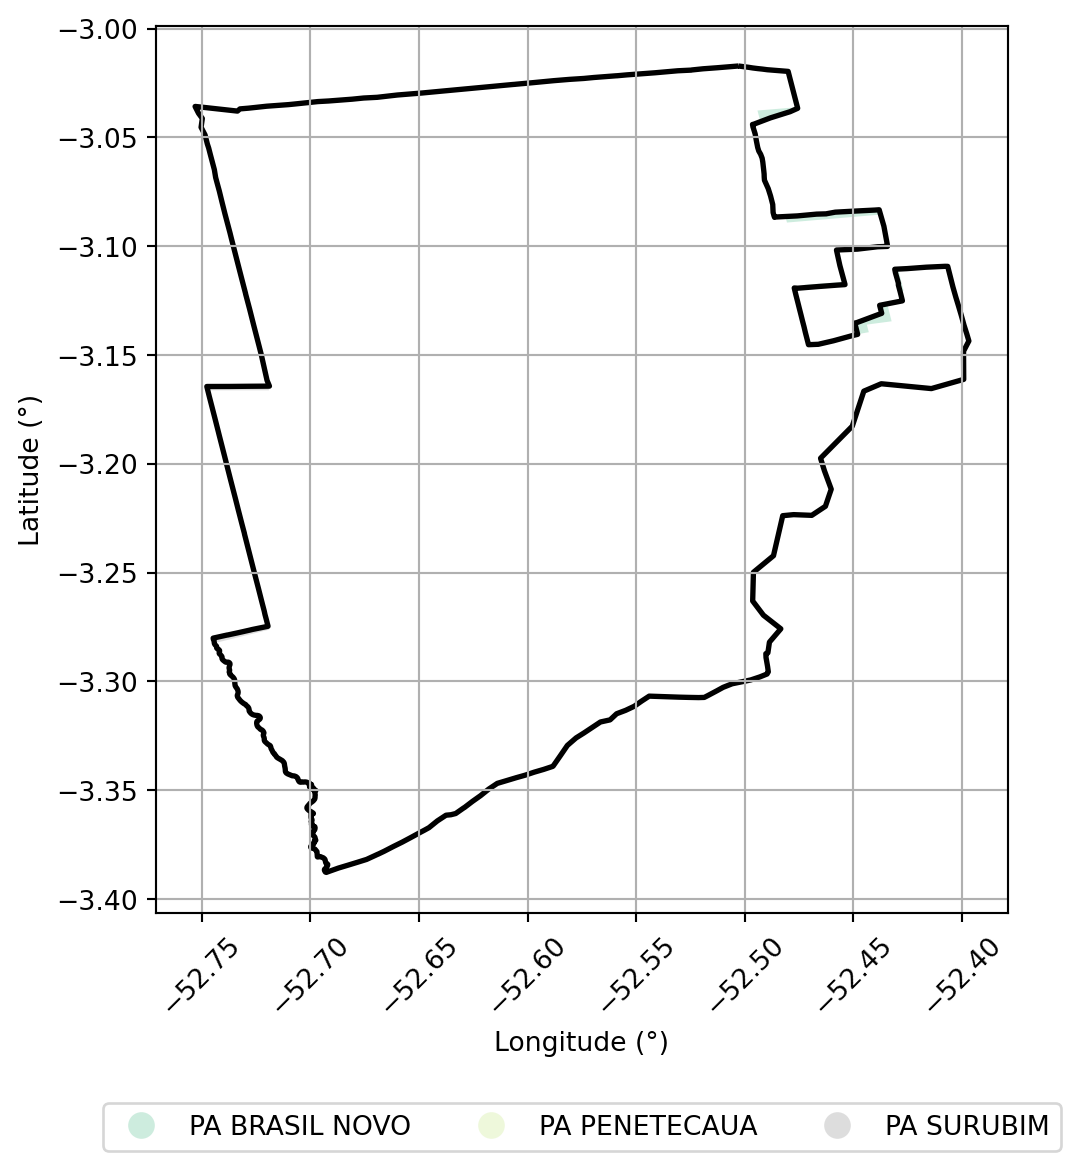 −3.00
−3.05
−3.10
−3.15
−3.20
−3.25
−3.30
−3.35
−3.40
Latitude (°)
−52.75 −52.70 −52.65 −52.60 −52.55 −52.50 −52.45 −52.40
Longitude (°)
PA BRASIL NOVO PA PENETECAUA PA SURUBIM